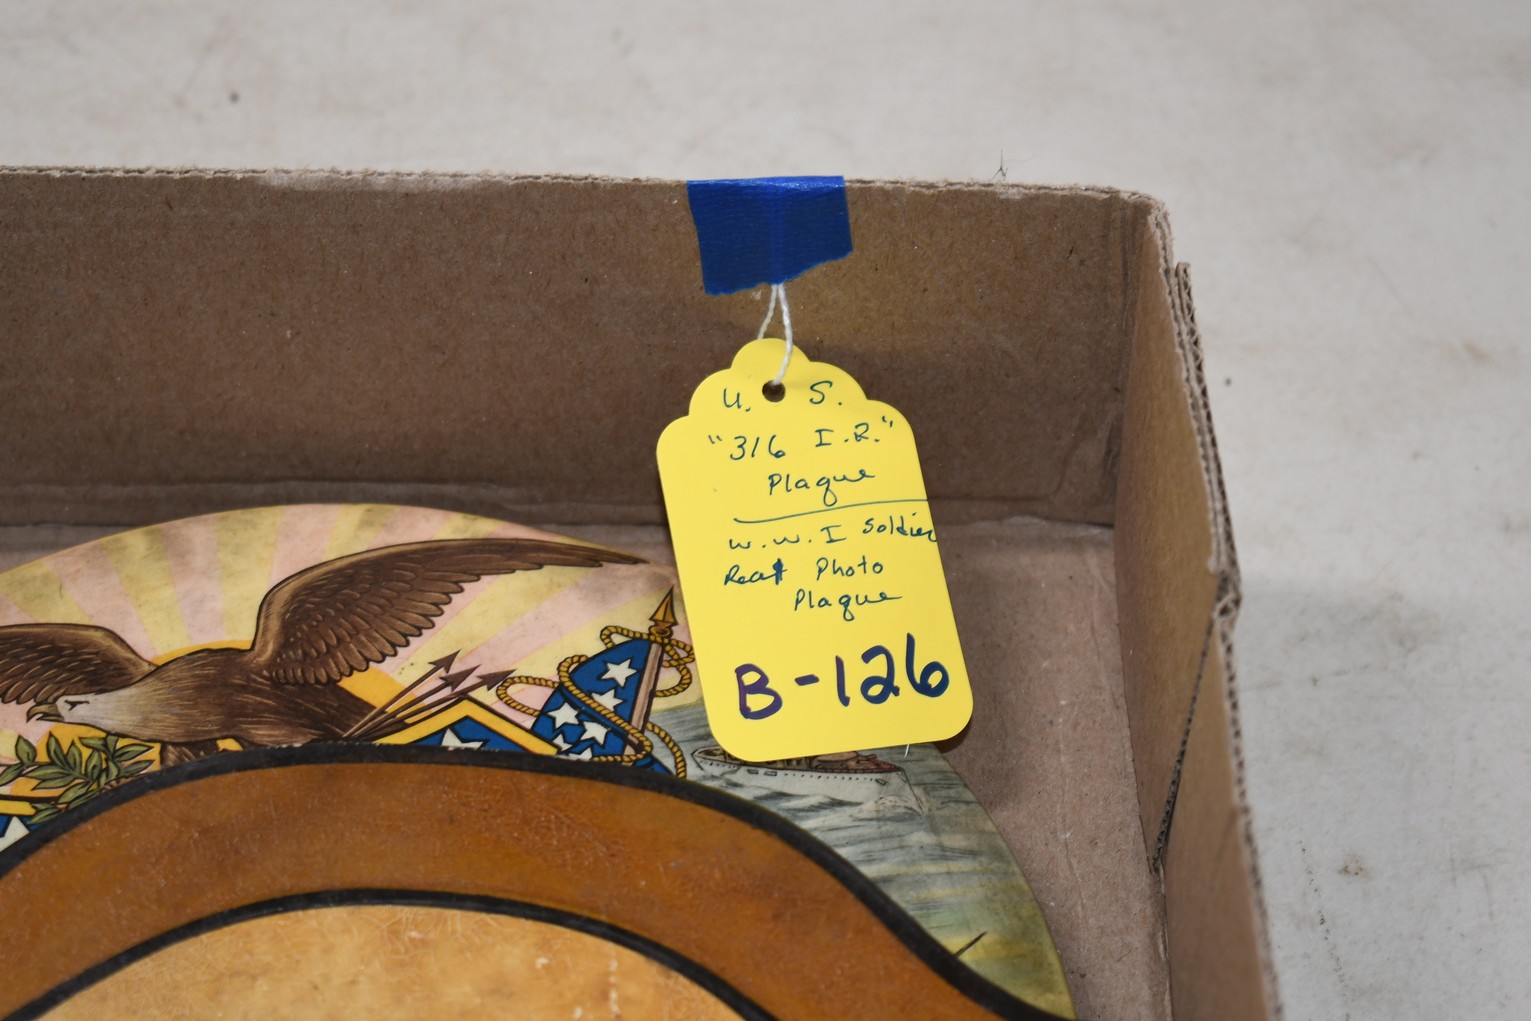 U. S.
"316 I.R."
Plaque
W.W. I Soldier
Real Photo
Plaque
B-126